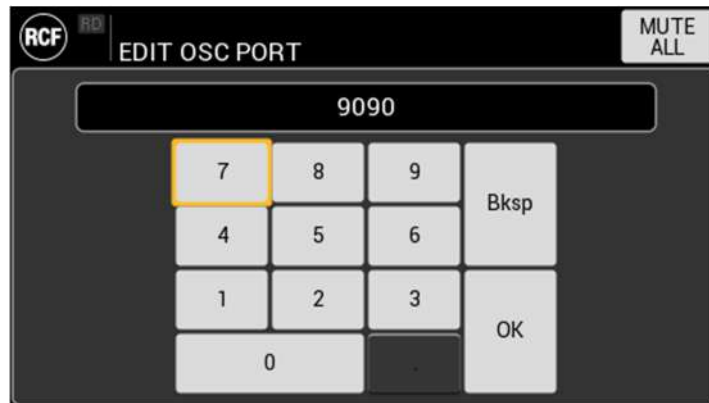 RCF RD EDIT OSC PORT MUTE
ALL
9090
7 8 9 Bksp
4 5 6
1 2 3 OK
0 .